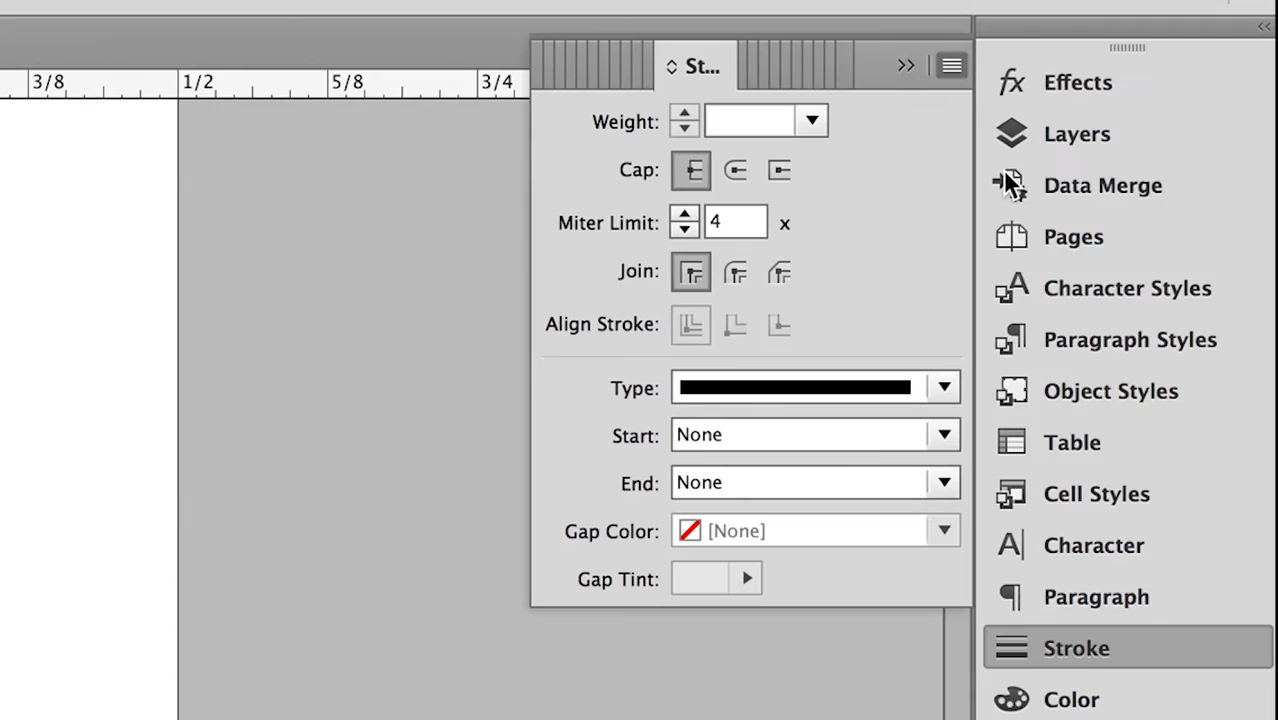 3/8 1/2 5/8 3/4
St...
Weight:
Cap:
Miter Limit: 4 x
Join:
Align Stroke:
Type:
Start: None
End: None
Gap Color: [None]
Gap Tint:
fx Effects
Layers
Data Merge
Pages
Character Styles
Paragraph Styles
Object Styles
Table
Cell Styles
Character
Paragraph
Stroke
Color